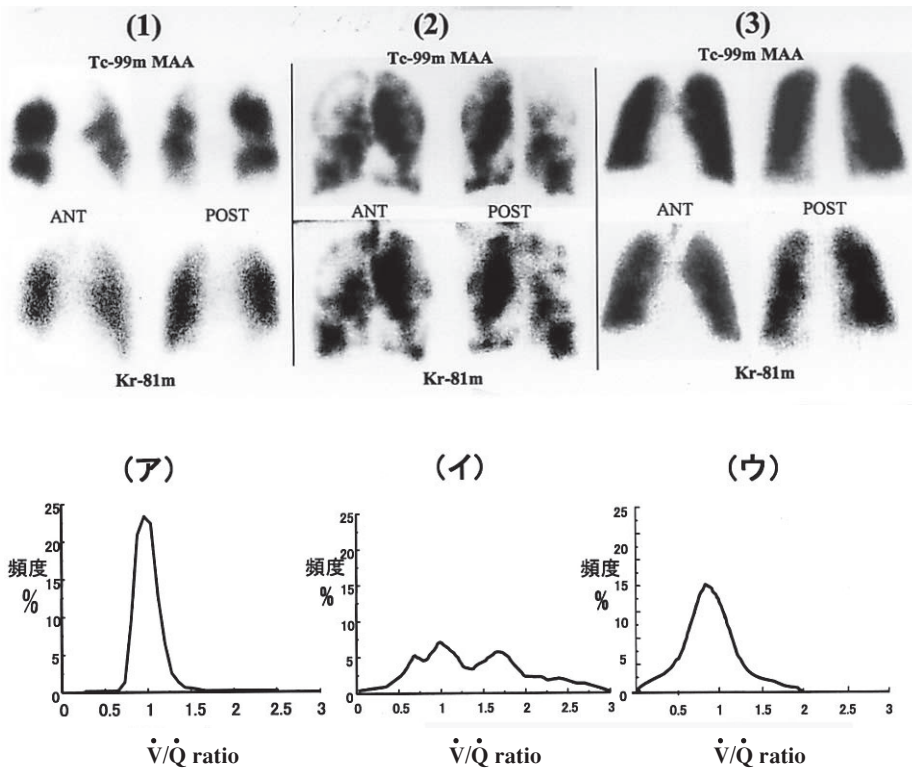 (1) (2) (3)
Tc-99m MAA Tc-99m MAA Tc-99m MAA
ANT POST ANT POST ANT POST
Kr-81m Kr-81m Kr-81m
(ア) (イ) (ウ)
25 25 25
20 20 20
頻度 頻度 頻度
% % %
15 15 15
10 10 10
5 5 5
0 0 0
0 0.5 1 1.5 2 2.5 3 0 0.5 1 1.5 2 2.5 3 0.5 1 1.5 2 2.5 3
V̇/Q̇ ratio V̇/Q̇ ratio V̇/Q̇ ratio